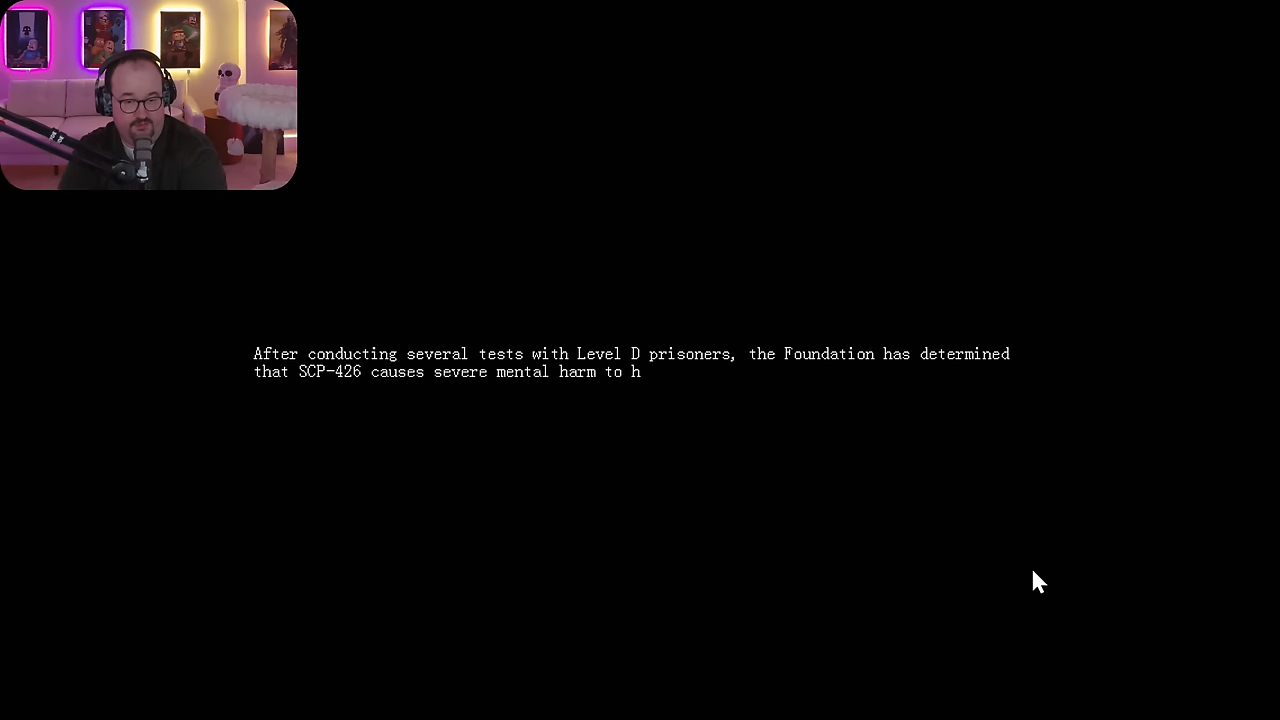 After conducting several tests with Level D prisoners, the Foundation has determined
that SCP-426 causes severe mental harm to h